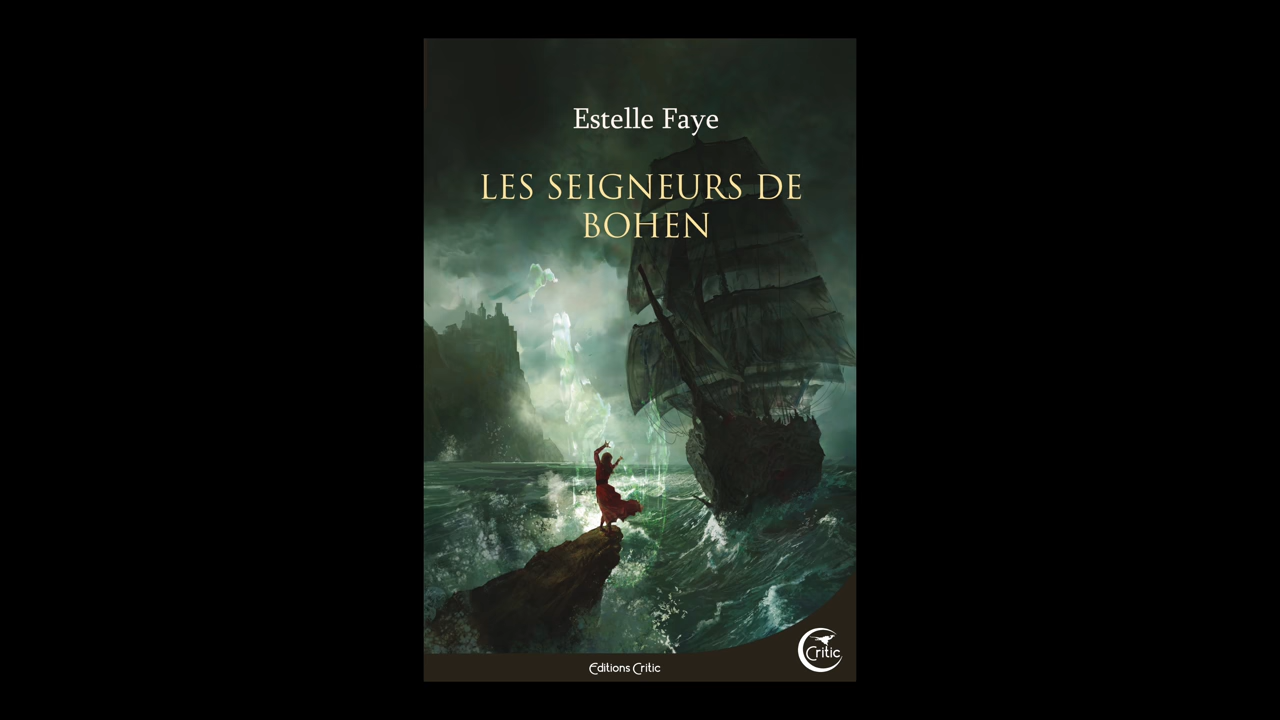 Estelle Faye
LES SEIGNEURS DE
BOHEN
Critic
Editions Critic